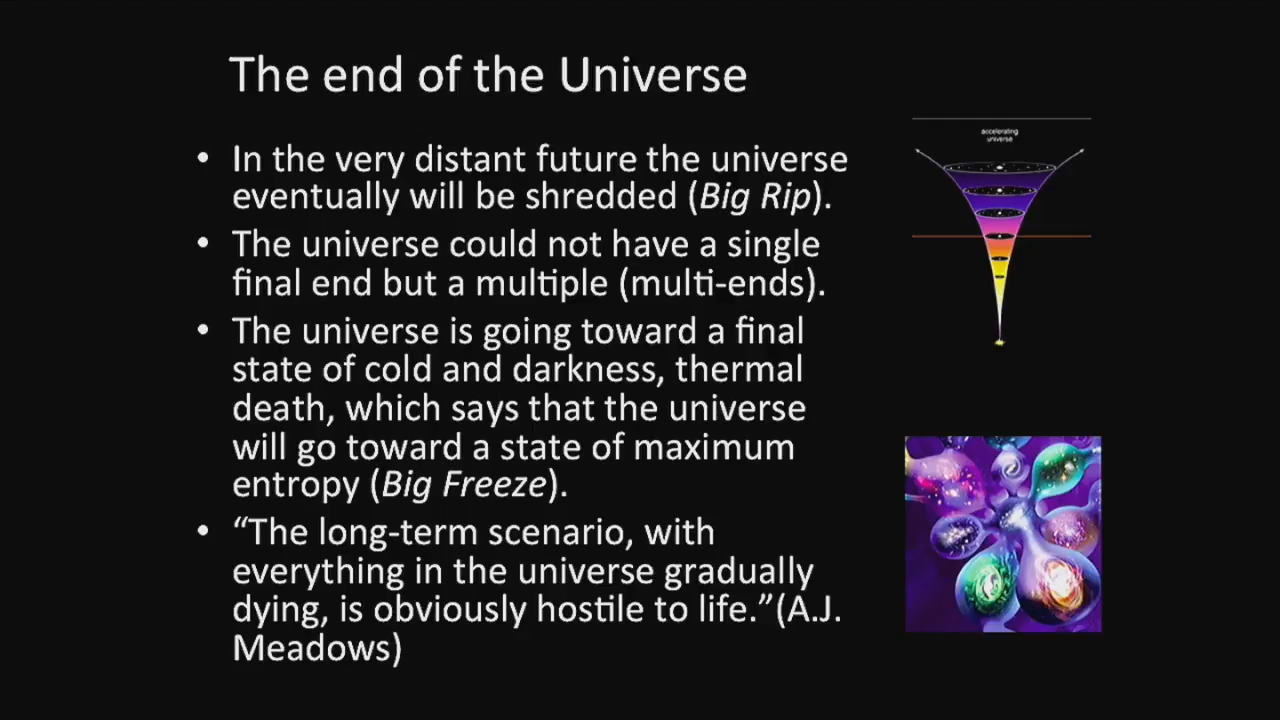 The end of the Universe
• In the very distant future the universe
eventually will be shredded (Big Rip).
• The universe could not have a single
final end but a multiple (multi-ends).
• The universe is going toward a final
state of cold and darkness, thermal
death, which says that the universe
will go toward a state of maximum
entropy (Big Freeze).
• “The long-term scenario, with
everything in the universe gradually
dying, is obviously hostile to life.”(A.J.
Meadows)
accelerating
universe